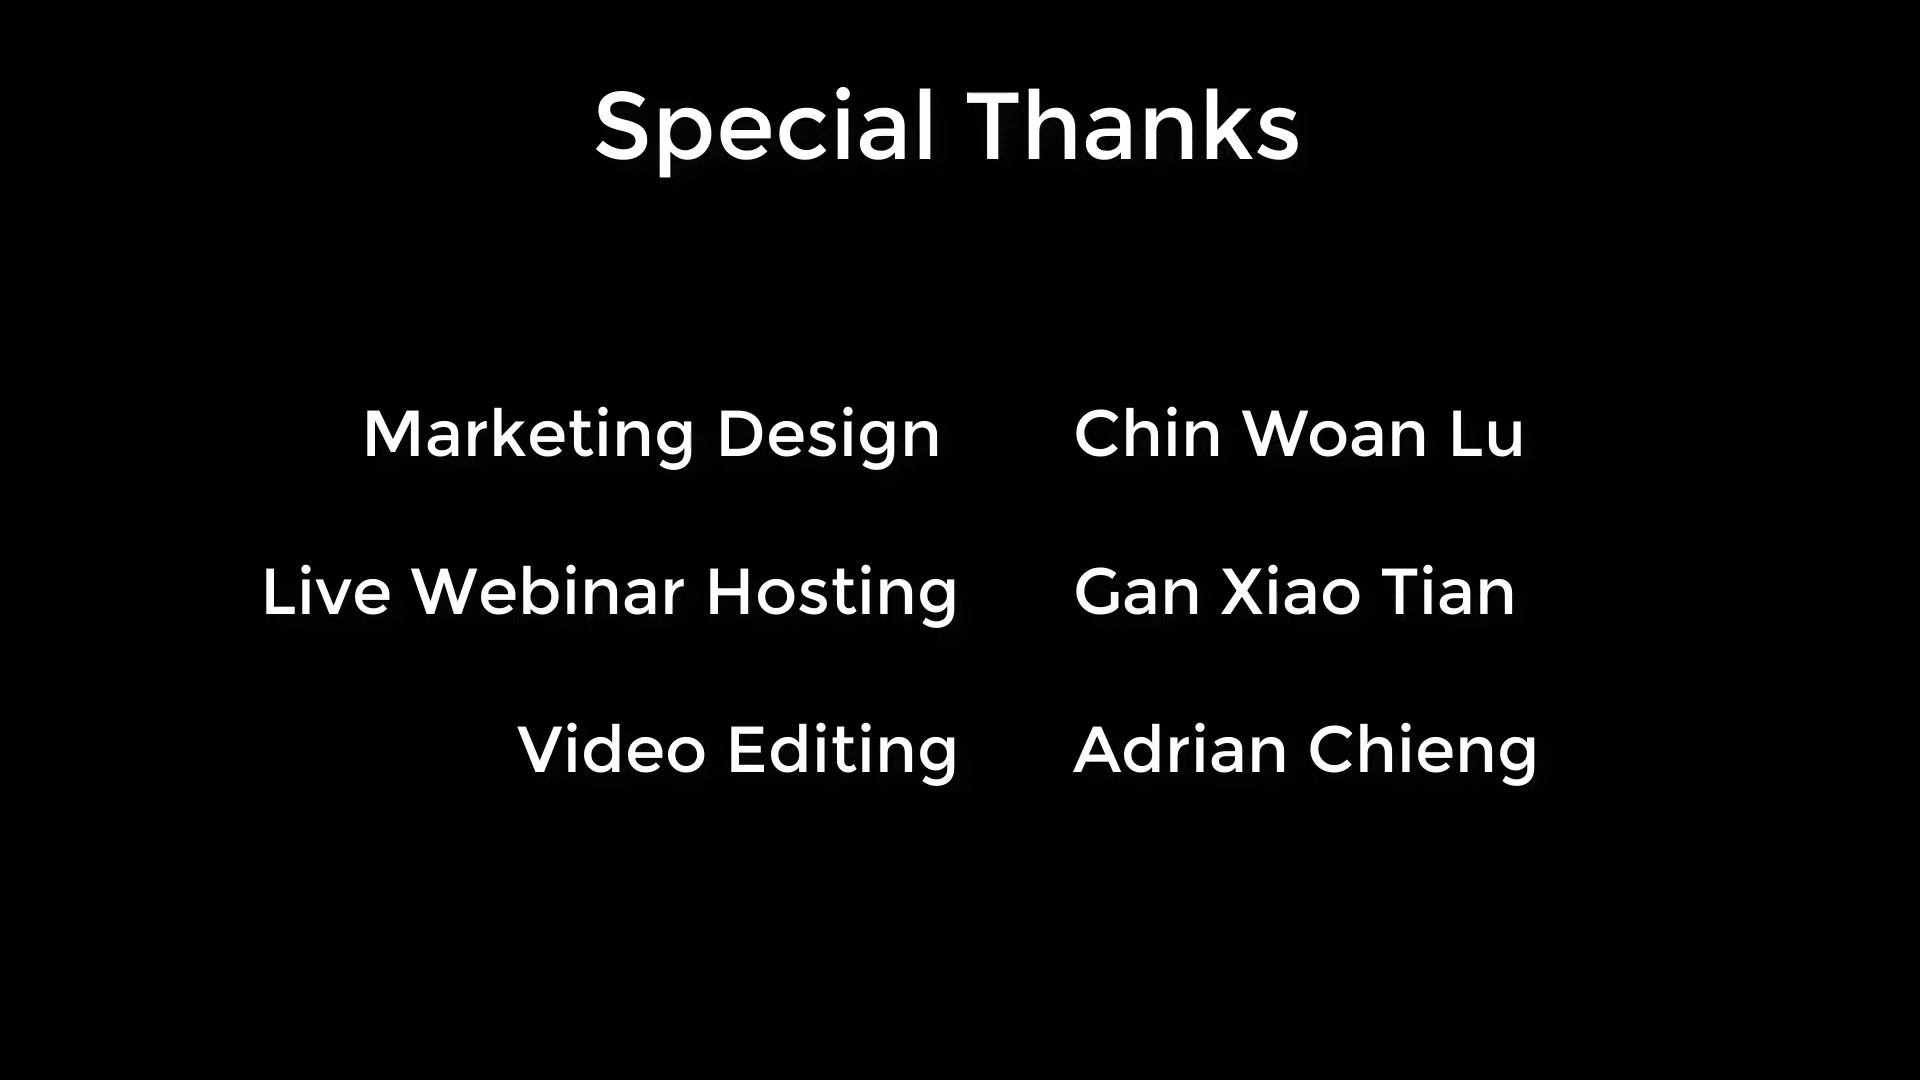 Special Thanks
Marketing Design Chin Woan Lu
Live Webinar Hosting Gan Xiao Tian
Video Editing Adrian Chieng